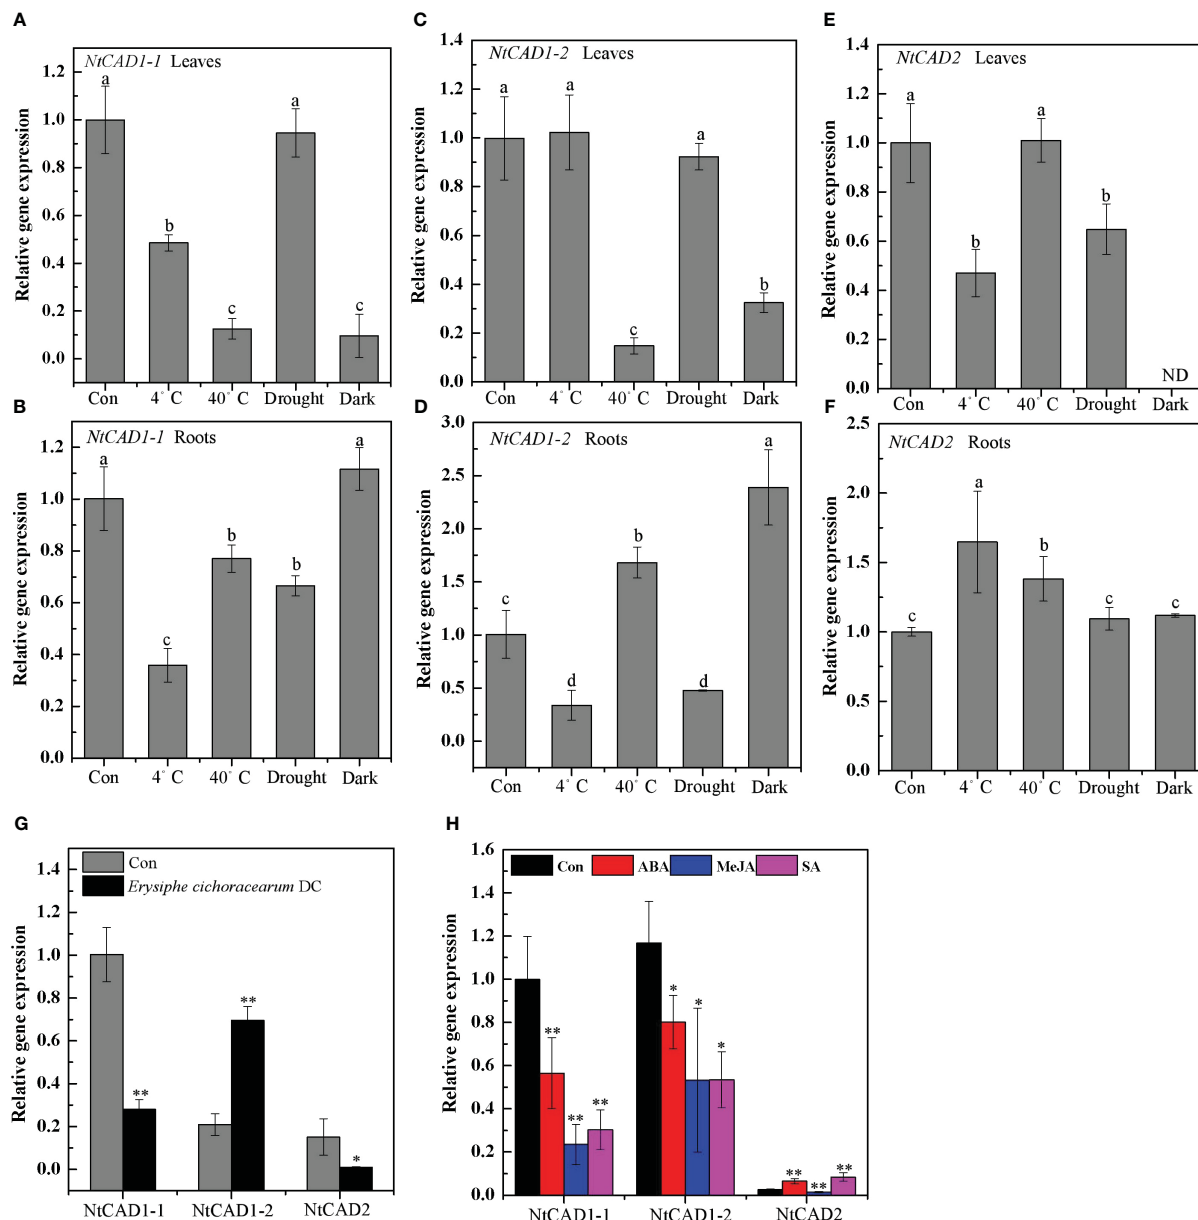 A
NtCAD1-1 Leaves
Relative gene expression
1.2
1.0
0.8
0.6
0.4
0.2
0.0
a
b
c
a
c
Con
4°C
40°C
Drought
Dark
C
NtCAD1-2 Leaves
Relative gene expression
1.4
1.2
1.0
0.8
0.6
0.4
0.2
0.0
a
a
c
a
b
Con
4°C
40°C
Drought
Dark
E
NtCAD2 Leaves
Relative gene expression
1.4
1.2
1.0
0.8
0.6
0.4
0.2
0.0
a
b
a
b
ND
Con
4°C
40°C
Drought
Dark
B
NtCAD1-1 Roots
Relative gene expression
1.2
1.0
0.8
0.6
0.4
0.2
0.0
a
c
b
b
a
Con
4°C
40°C
Drought
Dark
D
NtCAD1-2 Roots
Relative gene expression
3.0
2.5
2.0
1.5
1.0
0.5
0.0
c
d
b
d
a
Con
4°C
40°C
Drought
Dark
F
NtCAD2 Roots
Relative gene expression
2.5
2.0
1.5
1.0
0.5
0.0
c
a
b
c
c
Con
4°C
40°C
Drought
Dark
G
Con
Erysiphe cichoracearum DC
Relative gene expression
1.4
1.2
1.0
0.8
0.6
0.4
0.2
0.0
**
**
*
NtCAD1-1
NtCAD1-2
NtCAD2
H
Con ABA MeJA SA
Relative gene expression
1.6
1.4
1.2
1.0
0.8
0.6
0.4
0.2
0.0
**
**
**
*
*
*
**
**
**
NtCAD1-1
NtCAD1-2
NtCAD2